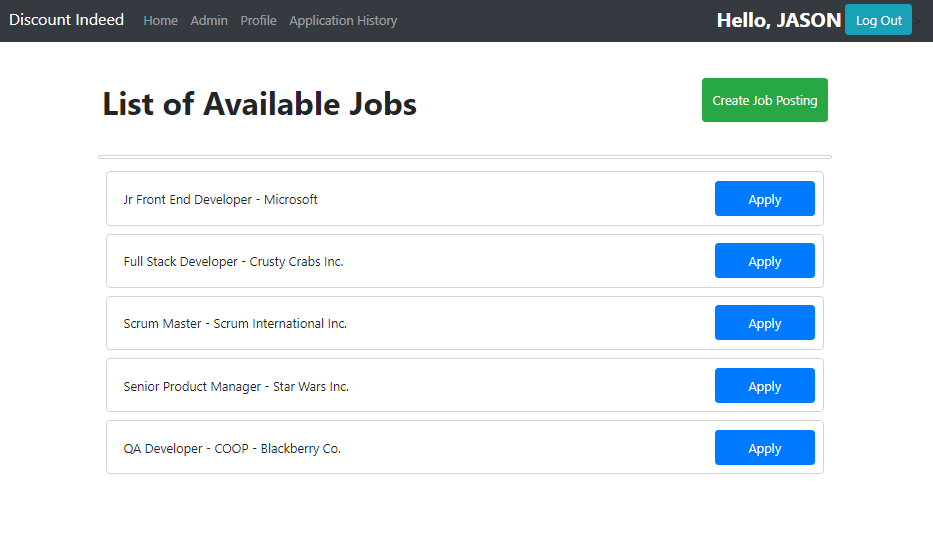 Discount Indeed Home Admin Profile Application History Hello, JASON Log Out >
List of Available Jobs Create Job Posting
Jr Front End Developer - Microsoft Apply
Full Stack Developer - Crusty Crabs Inc. Apply
Scrum Master - Scrum International Inc. Apply
Senior Product Manager - Star Wars Inc. Apply
QA Developer - COOP - Blackberry Co. Apply